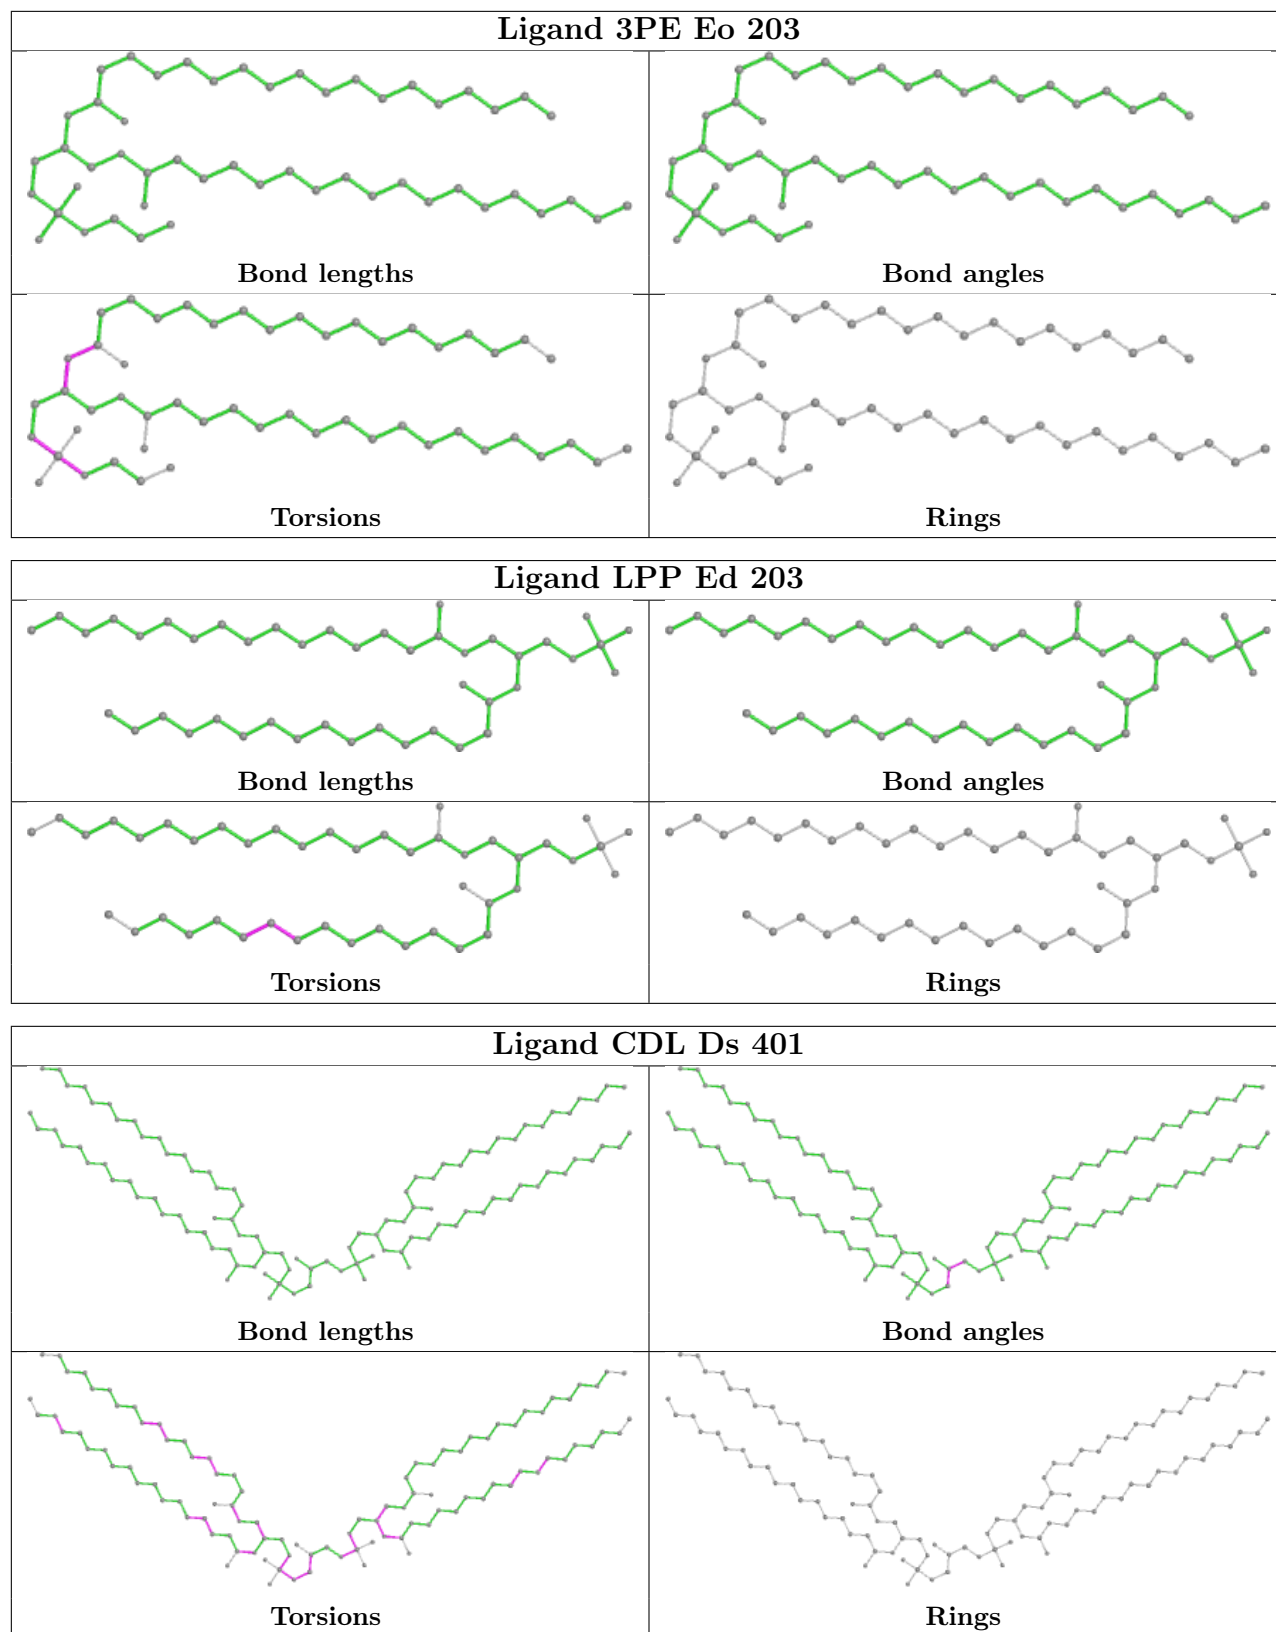 Ligand 3PE Eo 203
Bond lengths
Bond angles
Torsions
Rings
Ligand LPP Ed 203
Bond lengths
Bond angles
Torsions
Rings
Ligand CDL Ds 401
Bond lengths
Bond angles
Torsions
Rings